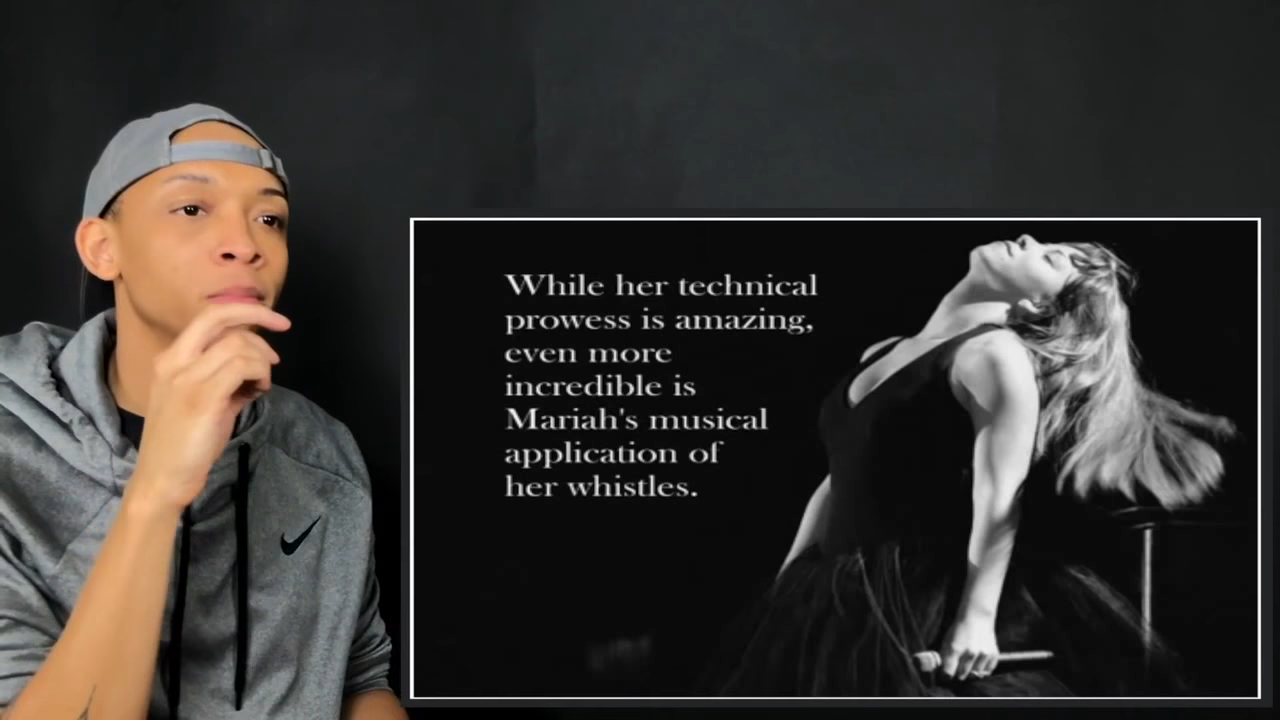 While her technical
prowess is amazing,
even more
incredible is
Mariah's musical
application of
her whistles.